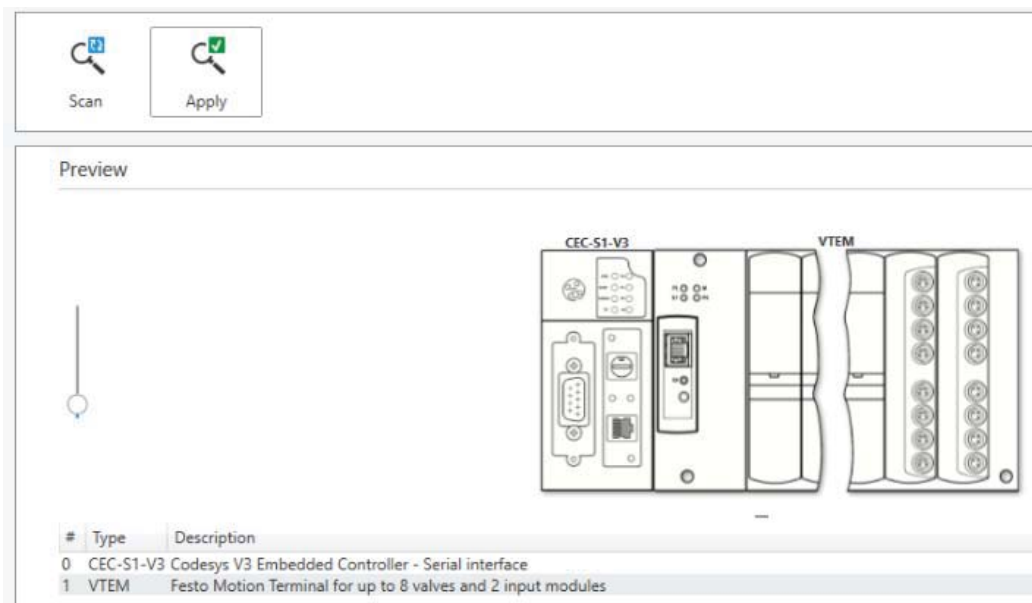 Scan Apply
Preview
CEC-S1-V3 VTEM
# Type Description
0 CEC-S1-V3 Codesys V3 Embedded Controller - Serial interface
1 VTEM Festo Motion Terminal for up to 8 valves and 2 input modules